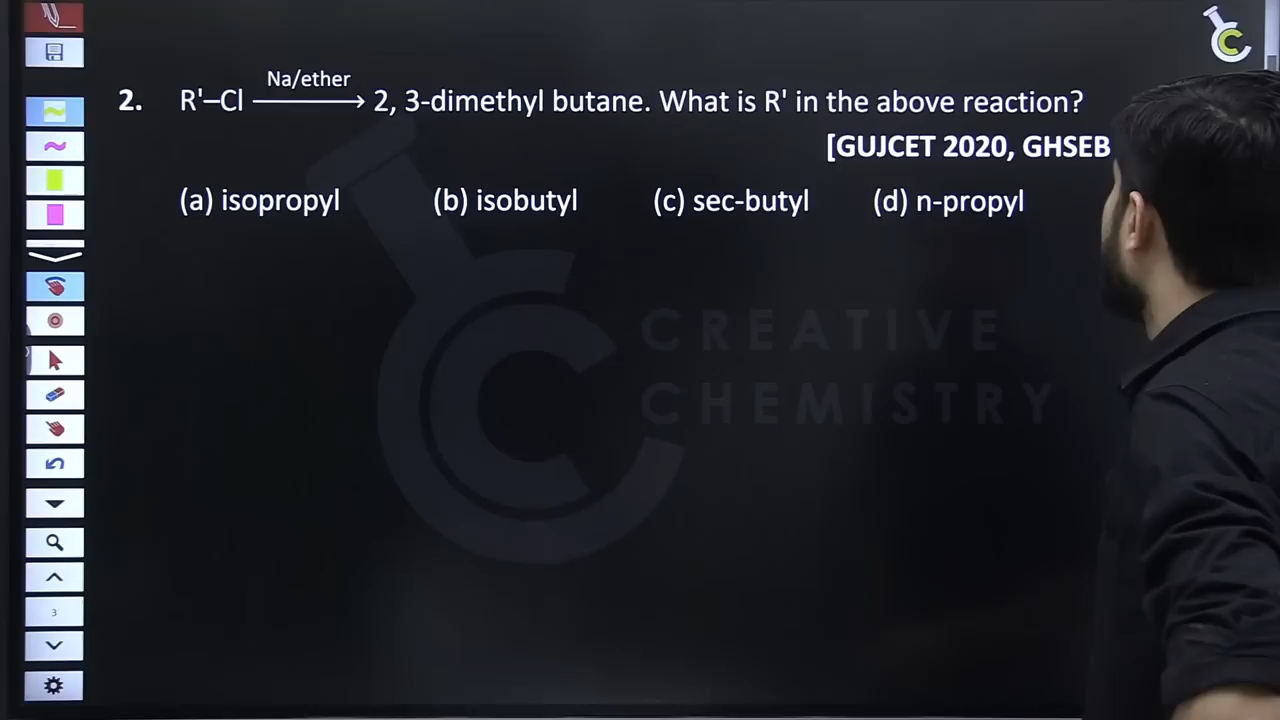 Na/ether
2. R'–Cl ⟶ 2, 3-dimethyl butane. What is R' in the above reaction?
[GUJCET 2020, GHSEB
(a) isopropyl (b) isobutyl (c) sec-butyl (d) n-propyl
CREATIVE
CHEMISTRY
3